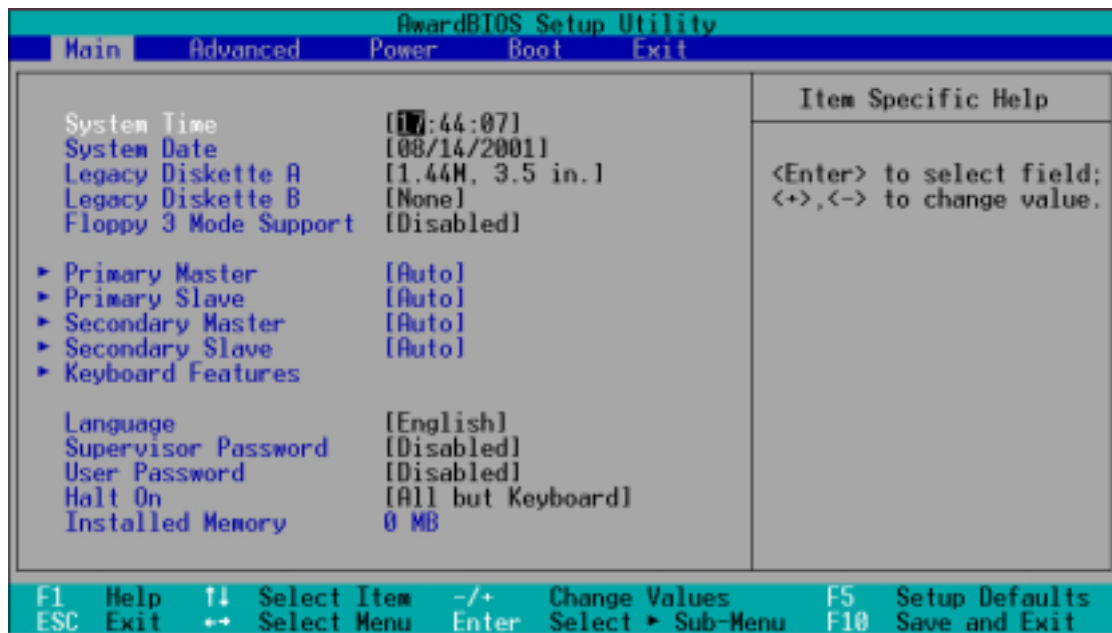 AwardBIOS Setup Utility
Main Advanced Power Boot Exit
System Time [17:44:07]
System Date [08/14/2001]
Legacy Diskette A [1.44M, 3.5 in.]
Legacy Diskette B [None]
Floppy 3 Mode Support [Disabled]
► Primary Master [Auto]
► Primary Slave [Auto]
► Secondary Master [Auto]
► Secondary Slave [Auto]
► Keyboard Features
Language [English]
Supervisor Password [Disabled]
User Password [Disabled]
Halt On [All but Keyboard]
Installed Memory 0 MB
Item Specific Help
<Enter> to select field;
<+>,<-> to change value.
F1 Help ↑↓ Select Item -/+ Change Values F5 Setup Defaults
ESC Exit ←→ Select Menu Enter Select ► Sub-Menu F10 Save and Exit